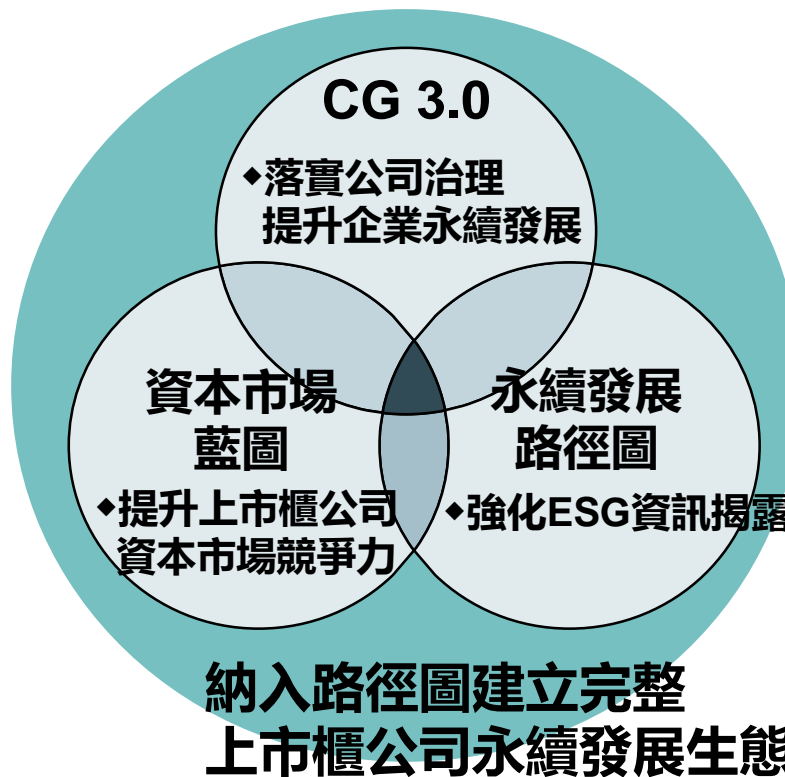 CG 3.0
◆落實公司治理
提升企業永續發展
資本市場
藍圖
◆提升上市櫃公司
資本市場競爭力
永續發展
路徑圖
◆強化ESG資訊揭露
納入路徑圖建立完整
上市櫃公司永續發展生態